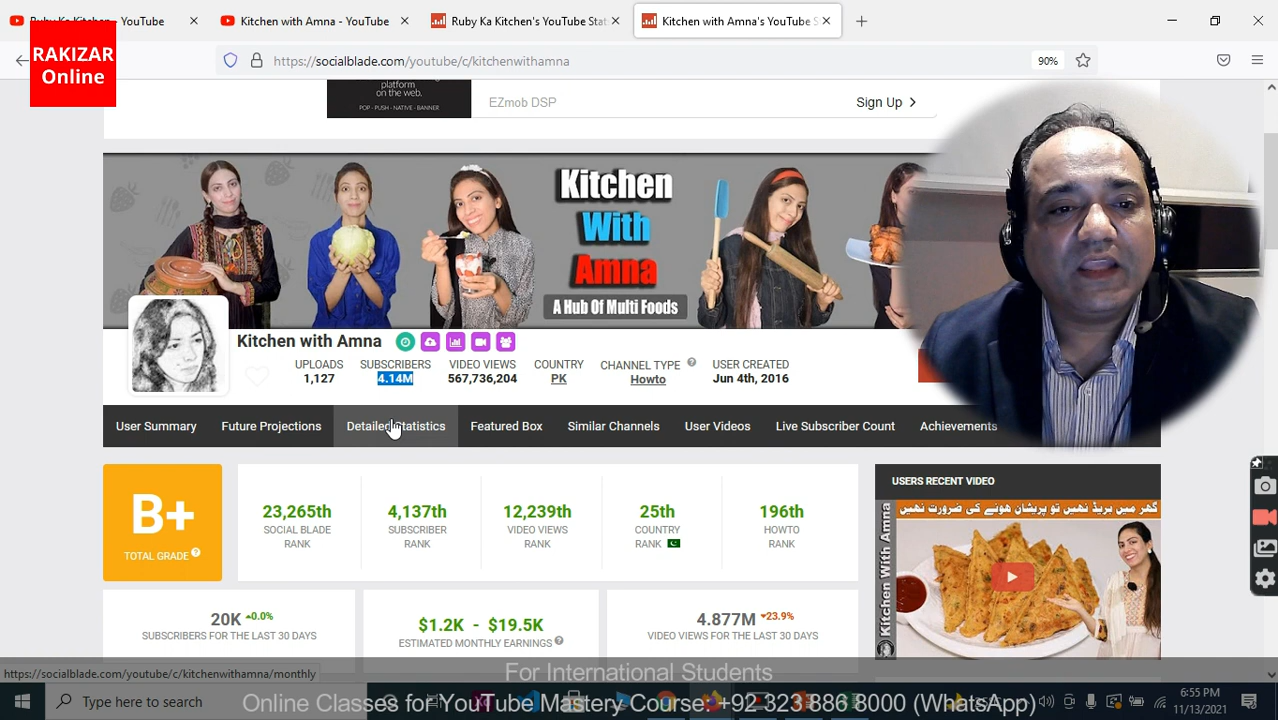 Ruby Ka Kitchen - YouTube
Kitchen with Amna - YouTube
Ruby Ka Kitchen's YouTube Stat
Kitchen with Amna's YouTube S
RAKIZAR
Online
https://socialblade.com/youtube/c/kitchenwithamna
90%
platform
on the web.
POP - PUSH - NATIVE - BANNER
EZmob DSP
Sign Up
Kitchen
With
Amna
A Hub Of Multi Foods
Kitchen with Amna
UPLOADS
1,127
SUBSCRIBERS
4.14M
VIDEO VIEWS
567,736,204
COUNTRY
PK
CHANNEL TYPE
Howto
USER CREATED
Jun 4th, 2016
User Summary
Future Projections
Detailed Statistics
Featured Box
Similar Channels
User Videos
Live Subscriber Count
Achievements
B+
TOTAL GRADE
23,265th
SOCIAL BLADE
RANK
4,137th
SUBSCRIBER
RANK
12,239th
VIDEO VIEWS
RANK
25th
COUNTRY
RANK
196th
HOWTO
RANK
USERS RECENT VIDEO
گھر میں بریڈ نہیں تو پریشان ہونے کی ضرورت نہیں
Kitchen With Amna
20K 0.0%
SUBSCRIBERS FOR THE LAST 30 DAYS
$1.2K - $19.5K
ESTIMATED MONTHLY EARNINGS
4.877M 23.9%
VIDEO VIEWS FOR THE LAST 30 DAYS
https://socialblade.com/youtube/c/kitchenwithamna/monthly
For International Students
Online Classes for YouTube Mastery Course: +92 323 886 8000 (WhatsApp)
Type here to search
6:55 PM
11/13/2021